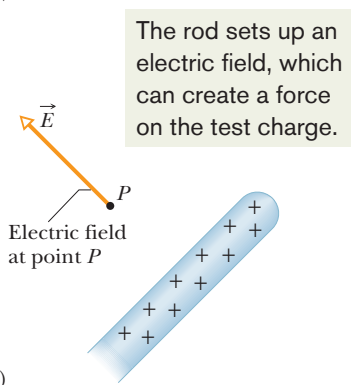 The rod sets up an
electric field, which
can create a force
on the test charge.
E
P
Electric field
at point P
+
+ +
+ +
+ +
+ +
+ +
)